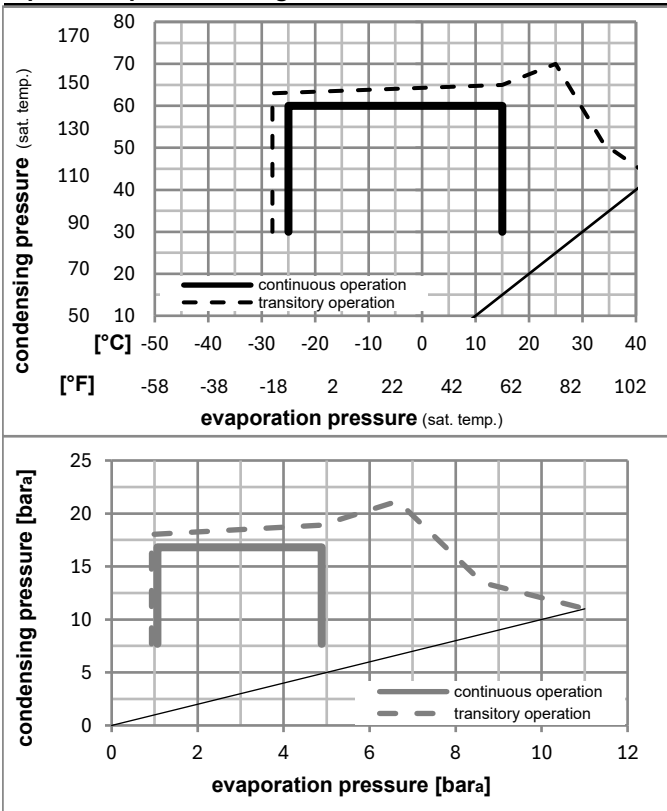 170 80
70
150
60
130
50
110
40
90
30
70
20
50 10
condensing pressure (sat. temp.)
continuous operation
transitory operation
[°C] -50 -40 -30 -20 -10 0 10 20 30 40
[°F] -58 -38 -18 2 22 42 62 82 102
evaporation pressure (sat. temp.)
25
20
15
10
5
0
condensing pressure [bara]
continuous operation
transitory operation
0 2 4 6 8 10 12
evaporation pressure [bara]